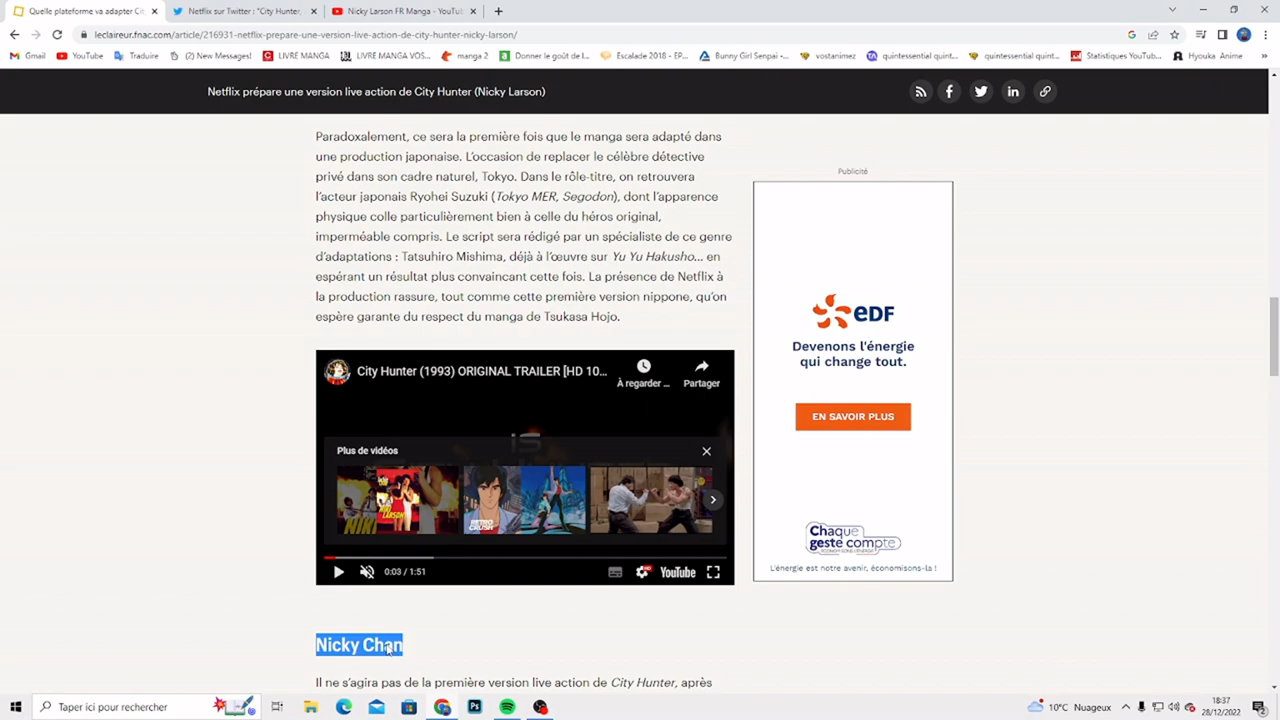 Quelle plateforme va adapter Ci
Netflix sur Twitter : "City Hunter,
Nicky Larson FR Manga - YouTu
leclaireur.fnac.com/article/216931-netflix-prepare-une-version-live-action-de-city-hunter-nicky-larson/
Gmail
YouTube
Traduire
(2) New Messages!
LIVRE MANGA
LIVRE MANGA VOS...
manga 2
Donner le goût de l...
Escalade 2018 - EP...
Bunny Girl Senpai -...
vostanimez
quintessential quint...
quintessential quint...
Statistiques YouTub...
Hyouka Anime
Netflix prépare une version live action de City Hunter (Nicky Larson)
Paradoxalement, ce sera la première fois que le manga sera adapté dans
une production japonaise. L'occasion de replacer le célèbre détective
privé dans son cadre naturel, Tokyo. Dans le rôle-titre, on retrouvera
l'acteur japonais Ryohei Suzuki (Tokyo MER, Segodon), dont l'apparence
physique colle particulièrement bien à celle du héros original,
imperméable compris. Le script sera rédigé par un spécialiste de ce genre
d'adaptations : Tatsuhiro Mishima, déjà à l'œuvre sur Yu Yu Hakusho... en
espérant un résultat plus convaincant cette fois. La présence de Netflix à
la production rassure, tout comme cette première version nippone, qu'on
espère garante du respect du manga de Tsukasa Hojo.
Publicité
EDF
Devenons l'énergie
qui change tout.
EN SAVOIR PLUS
Chaque
geste compte
L'énergie est notre avenir, économisons-la !
City Hunter (1993) ORIGINAL TRAILER [HD 10...
À regarder ...
Partager
iS
Plus de vidéos
RETRO
CRUSH
0:03 / 1:51
YouTube
Nicky Chan
Il ne s'agira pas de la première version live action de City Hunter, après
Taper ici pour rechercher
10°C Nuageux
18:37
28/12/2022